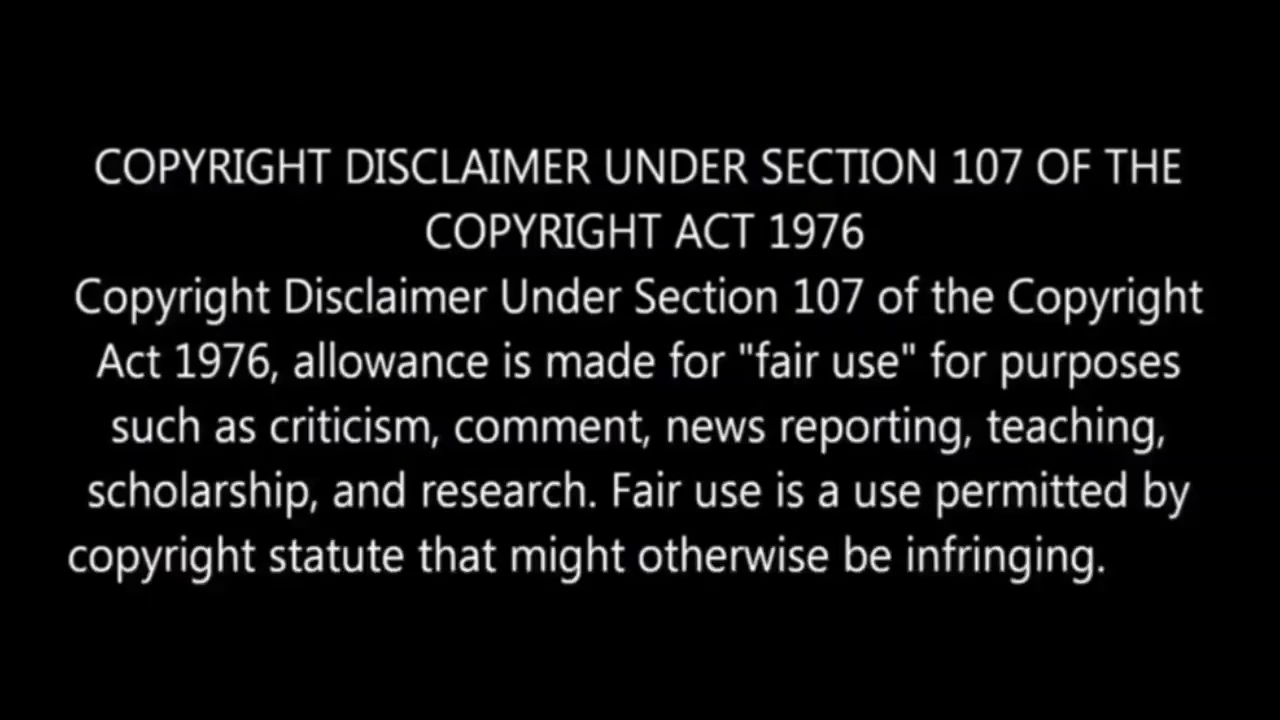 COPYRIGHT DISCLAIMER UNDER SECTION 107 OF THE
COPYRIGHT ACT 1976
Copyright Disclaimer Under Section 107 of the Copyright
Act 1976, allowance is made for "fair use" for purposes
such as criticism, comment, news reporting, teaching,
scholarship, and research. Fair use is a use permitted by
copyright statute that might otherwise be infringing.